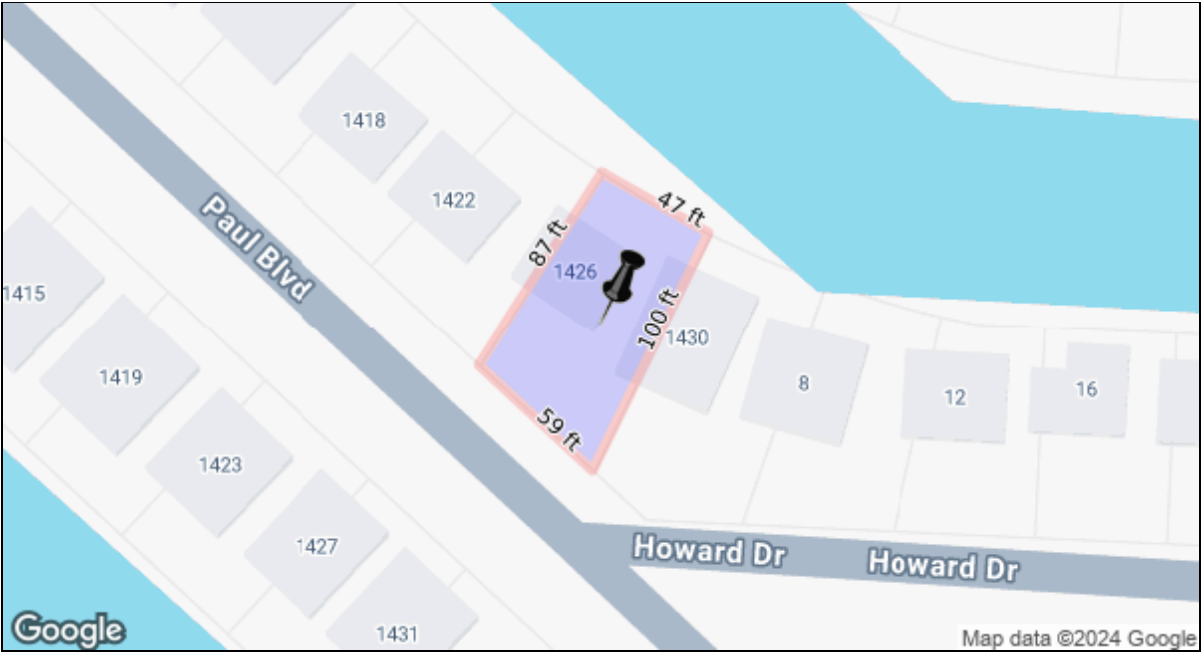 1418
1422
47 ft
Paul Blvd
87 ft
1426
1415
100 ft
1430
1419
8
12
16
59 ft
1423
1427
Howard Dr
Howard Dr
1431
Google
Map data ©2024 Google